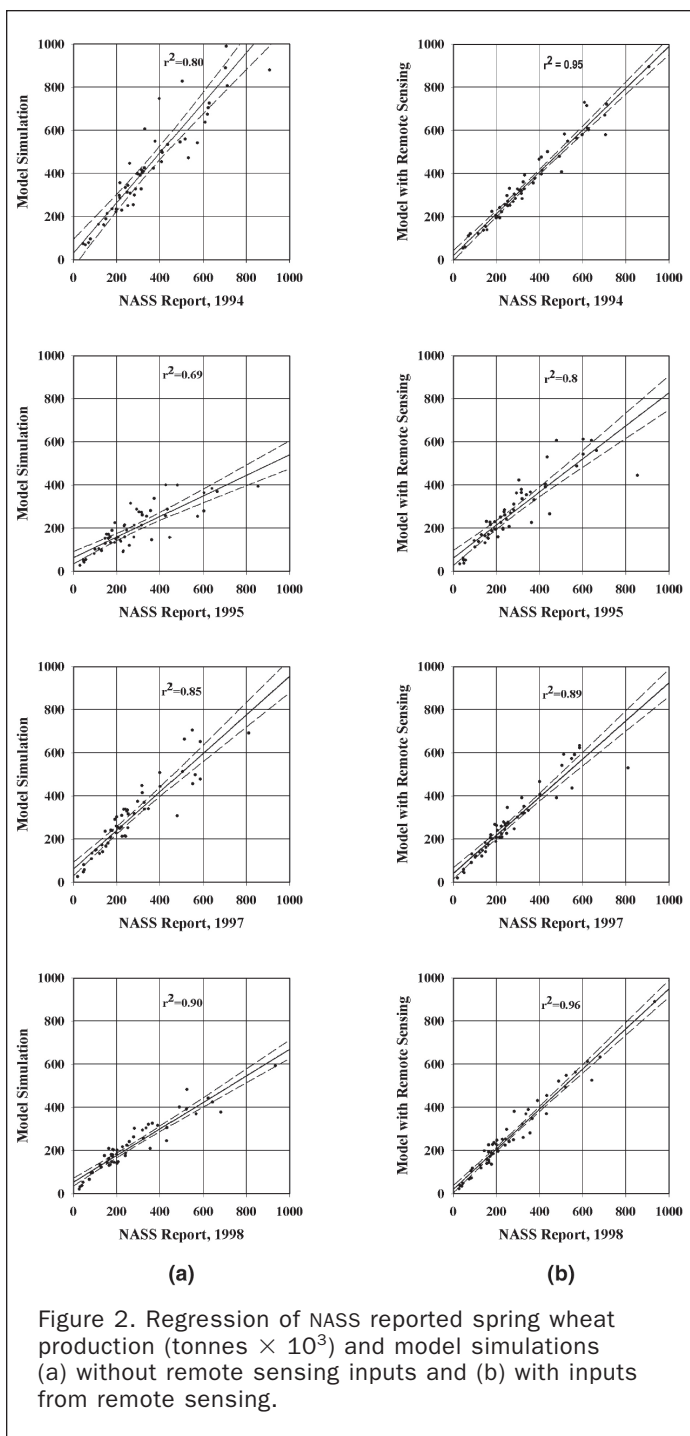 1000
800
600
400
200
0
Model Simulation
r²=0.80
0 200 400 600 800 1000
NASS Report, 1994
1000
800
600
400
200
0
Model with Remote Sensing
r² = 0.95
0 200 400 600 800 1000
NASS Report, 1994
1000
800
600
400
200
0
Model Simulation
r²=0.69
0 200 400 600 800 1000
NASS Report, 1995
1000
800
600
400
200
0
Model with Remote Sensing
r²=0.8
0 200 400 600 800 1000
NASS Report, 1995
1000
800
600
400
200
0
Model Simulation
r²=0.85
0 200 400 600 800 1000
NASS Report, 1997
1000
800
600
400
200
0
Model with Remote Sensing
r²=0.89
0 200 400 600 800 1000
NASS Report, 1997
1000
800
600
400
200
0
Model Simulation
r²=0.90
0 200 400 600 800 1000
NASS Report, 1998
1000
800
600
400
200
0
Model with Remote Sensing
r²=0.96
0 200 400 600 800 1000
NASS Report, 1998
(a)
(b)
Figure 2. Regression of NASS reported spring wheat
production (tonnes × 10³) and model simulations
(a) without remote sensing inputs and (b) with inputs
from remote sensing.